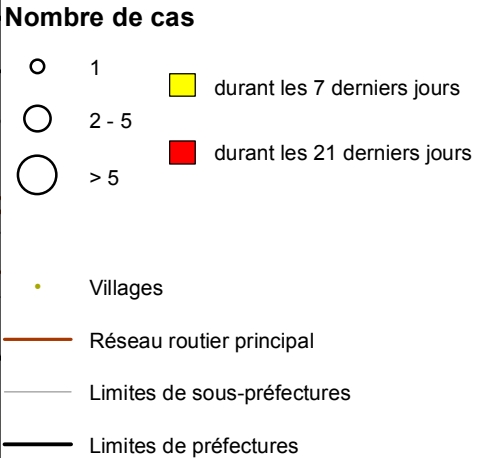 Nombre de cas
1
2 - 5
> 5
durant les 7 derniers jours
durant les 21 derniers jours
Villages
Réseau routier principal
Limites de sous-préfectures
Limites de préfectures